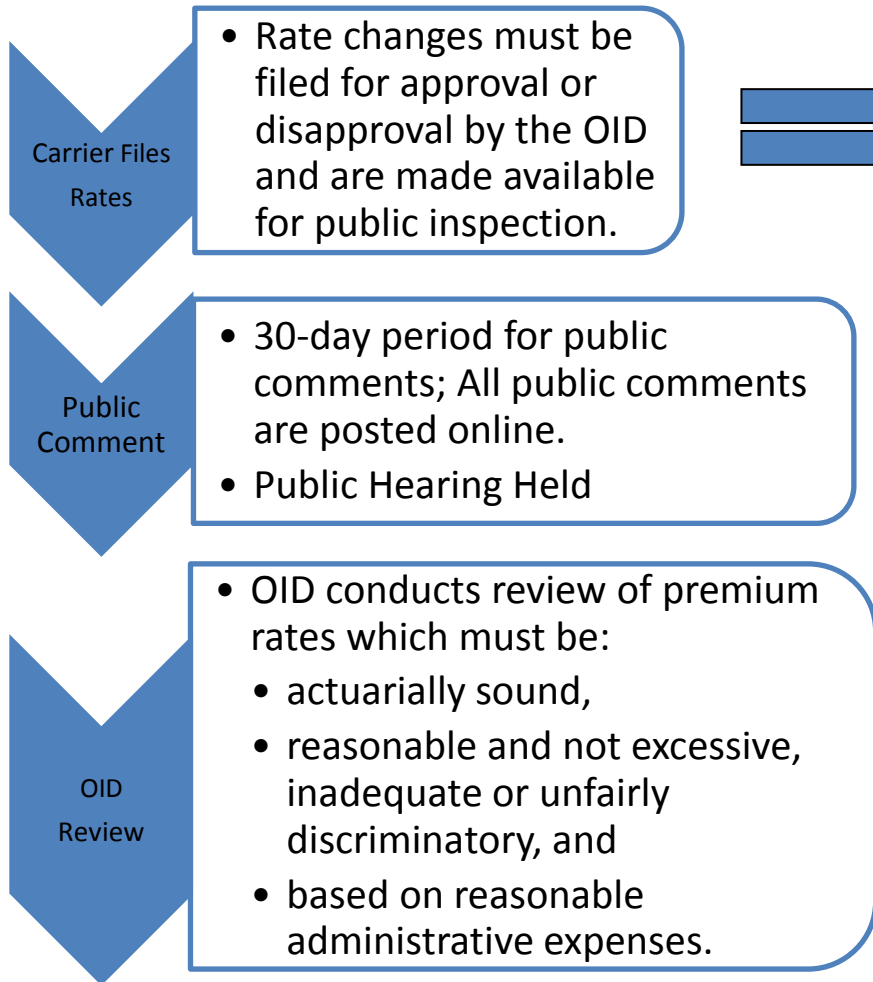 Carrier Files
Rates
• Rate changes must be
filed for approval or
disapproval by the OID
and are made available
for public inspection.
Public
Comment
• 30-day period for public
comments; All public comments
are posted online.
• Public Hearing Held
OID
Review
• OID conducts review of premium
rates which must be:
• actuarially sound,
• reasonable and not excessive,
inadequate or unfairly
discriminatory, and
• based on reasonable
administrative expenses.